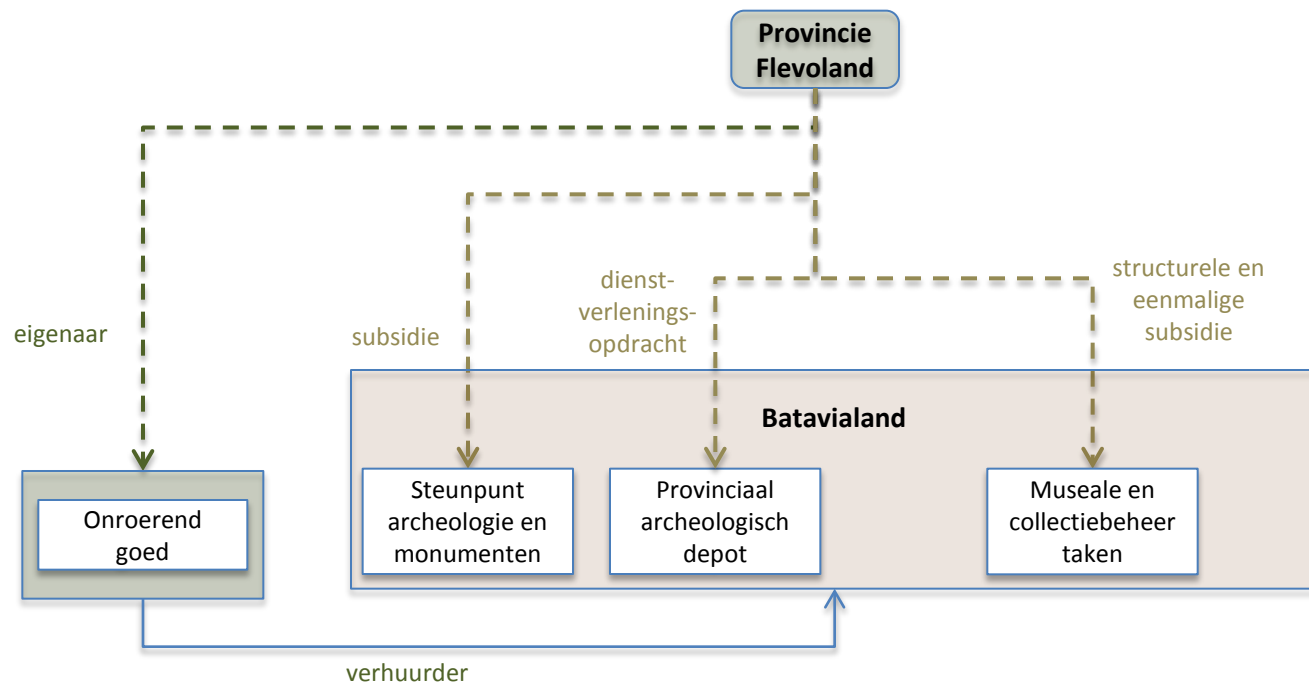 Provincie
Flevoland
eigenaar
subsidie
dienst-
verlenings-
opdracht
structurele en
eenmalige
subsidie
Batavialand
Onroerend
goed
Steunpunt
archeologie en
monumenten
Provinciaal
archeologisch
depot
Museale en
collectiebeheer
taken
verhuurder